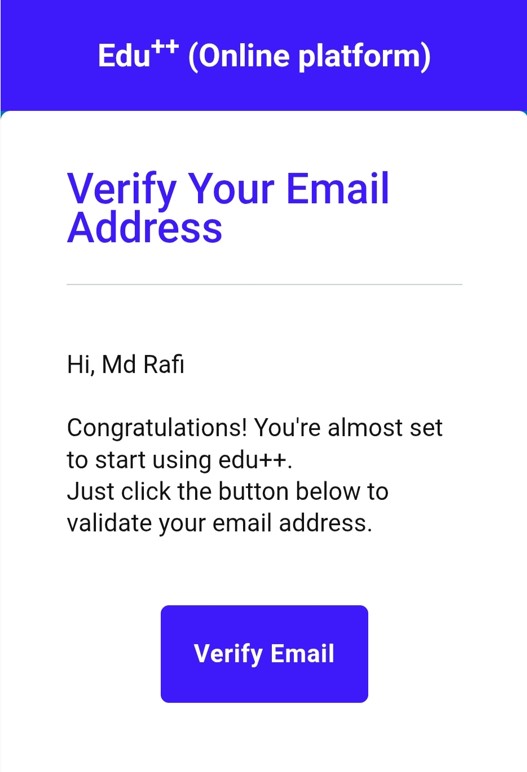 Edu++ (Online platform)
Verify Your Email
Address
Hi, Md Rafi
Congratulations! You're almost set
to start using edu++.
Just click the button below to
validate your email address.
Verify Email